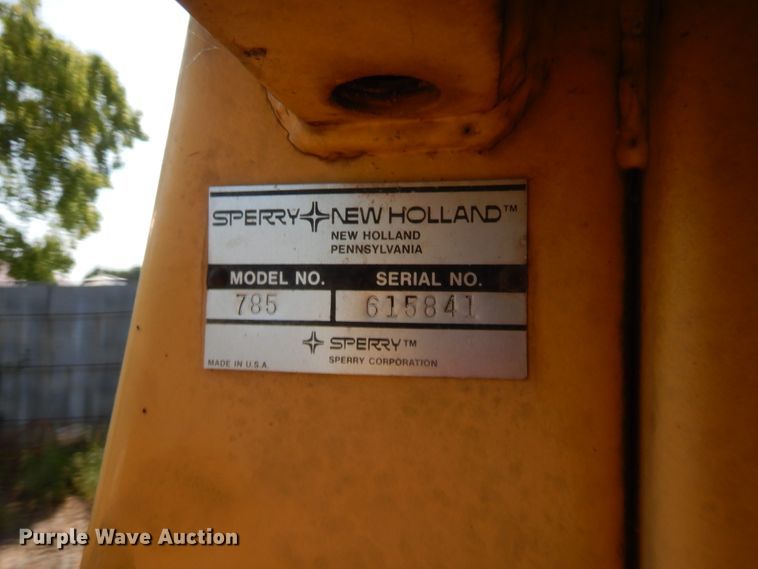 SPERRY NEW HOLLAND™
NEW HOLLAND
PENNSYLVANIA
MODEL NO. SERIAL NO.
785 615841
SPERRY™
SPERRY CORPORATION
MADE IN U.S.A.
Purple Wave Auction